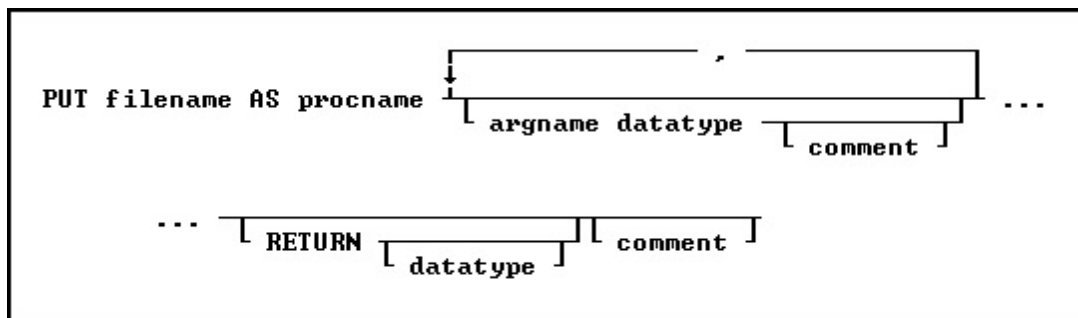 ,
PUT filename AS procname ...
argname datatype
comment
...
RETURN comment
datatype